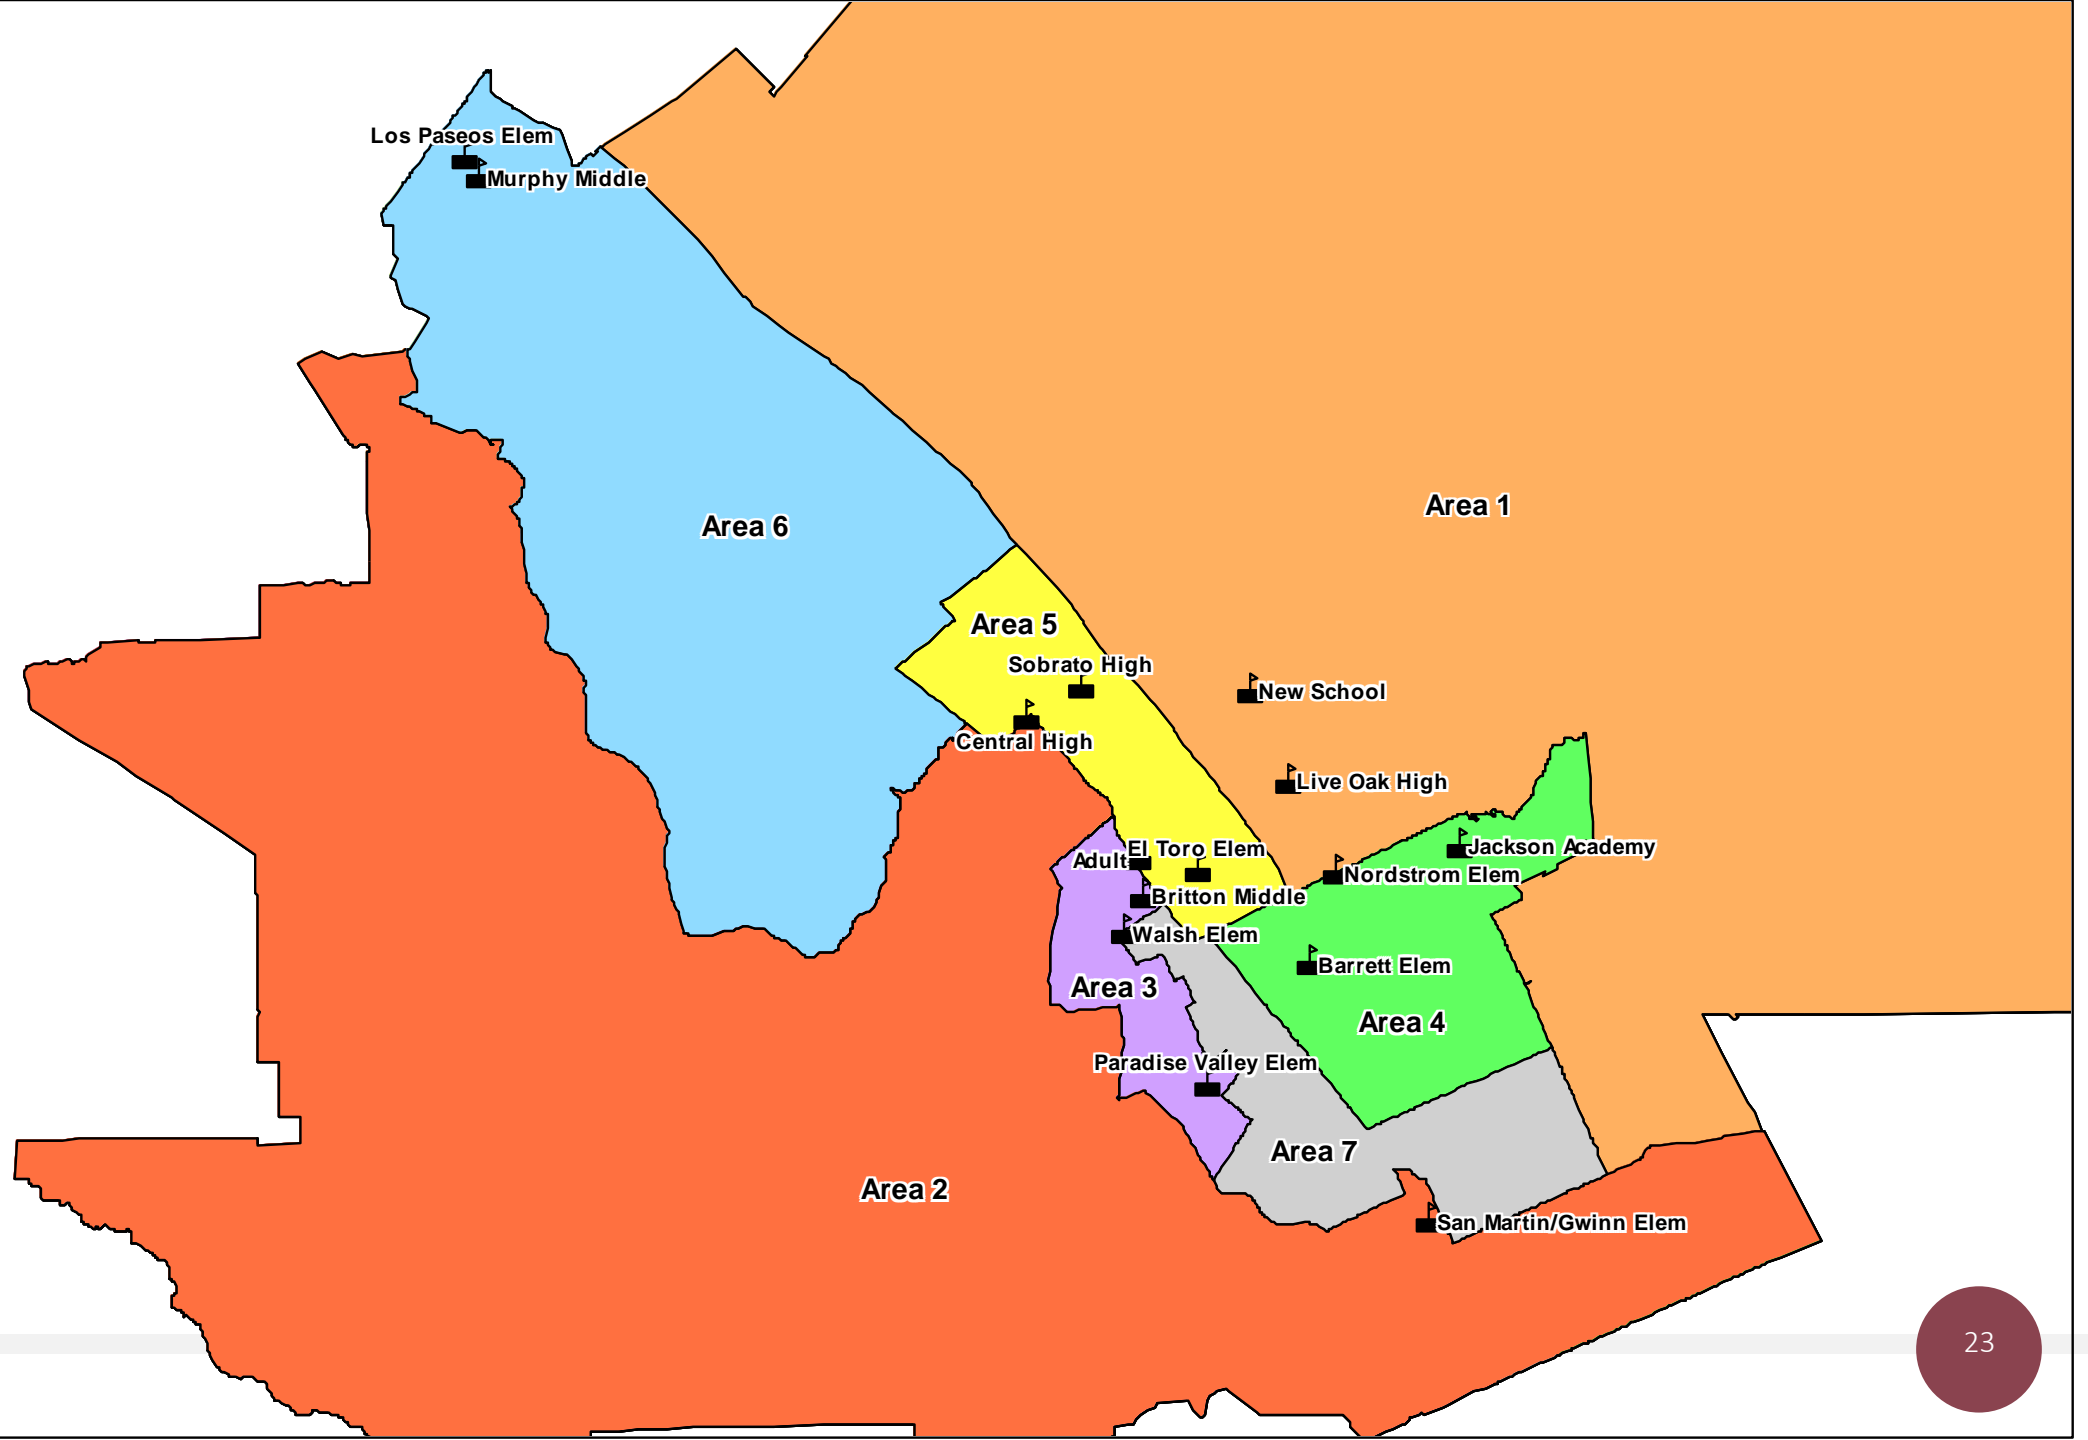 Los Paseos Elem
Murphy Middle
Area 1
Area 6
Area 5
Sobrato High
New School
Central High
Live Oak High
El Toro Elem
Jackson Academy
Adult
Nordstrom Elem
Britton Middle
Walsh Elem
Barrett Elem
Area 3
Area 4
Paradise Valley Elem
Area 7
Area 2
San Martin/Gwinn Elem
23